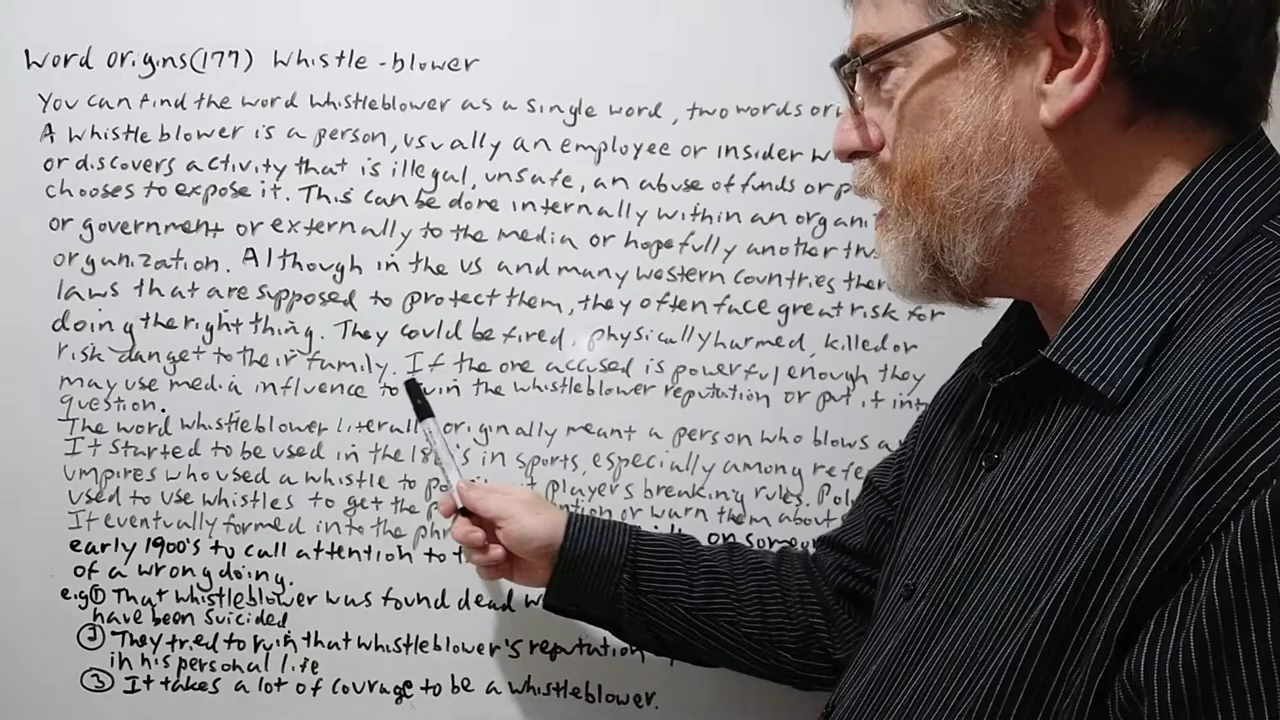 Word Origins(177) Whistle-blower
You can find the word whistleblower as a single word, two words or
A whistleblower is a person, usually an employee or insider
or discovers activity that is illegal, unsafe, an abuse of funds or
chooses to expose it. This can be done internally within an
or government or externally to the media or hopefully another
organization. Although in the US and many western countries
laws that are supposed to protect them, they often face great risk for
doing the right thing. They could be fired, physically harmed, killed or
risk danger to their family. If the one accused is powerful enough they
may use media influence to ruin the whistleblower reputation or put it
question.
The word whistleblower originally meant a person who blows a
It started to be used in the in sports, especially among
umpires who used a whistle to players breaking rules.
used to use whistles to get the or warn them about
It eventually formed into the on
early 1900's to call attention to
of a wrong doing.
e.g ① That whistleblower was found dead
have been suicided
② They tried to ruin that whistleblower's reputation
in his personal life
③ It takes a lot of courage to be a whistleblower.